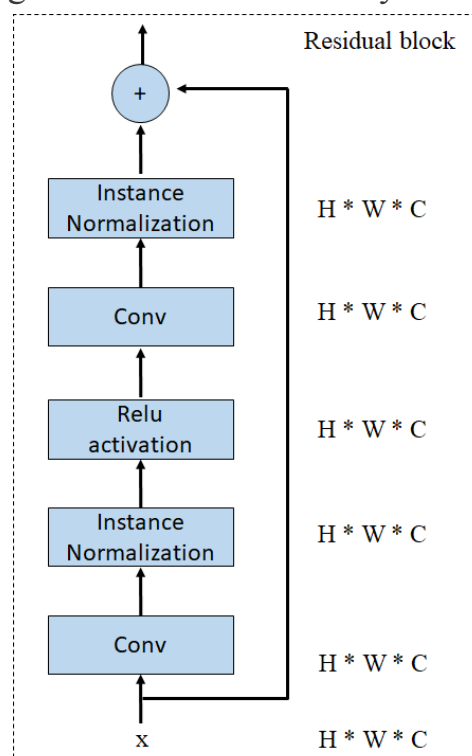 Residual block
+
Instance
Normalization
H * W * C
Conv
H * W * C
Relu
activation
H * W * C
Instance
Normalization
H * W * C
Conv
H * W * C
x
H * W * C